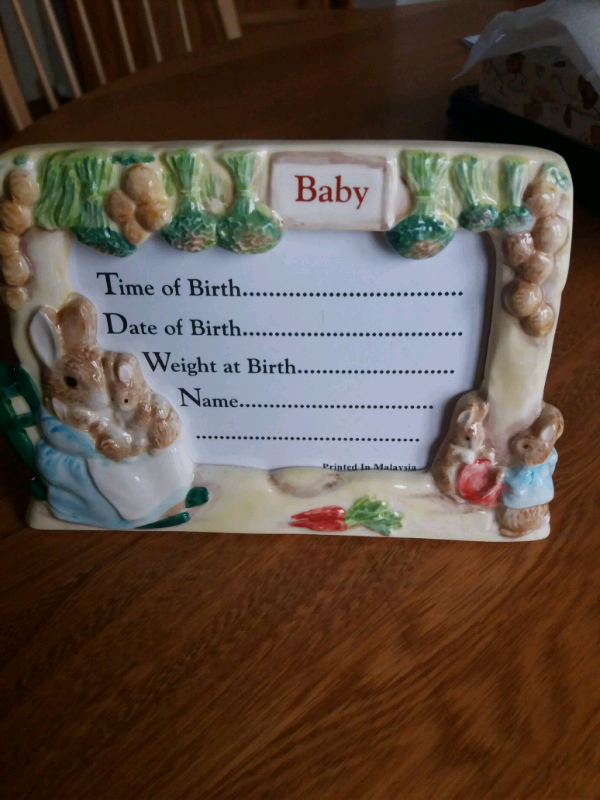 Baby
Time of Birth................................................
Date of Birth................................................
Weight at Birth..................................
Name..........................................
................................................
Printed In Malaysia